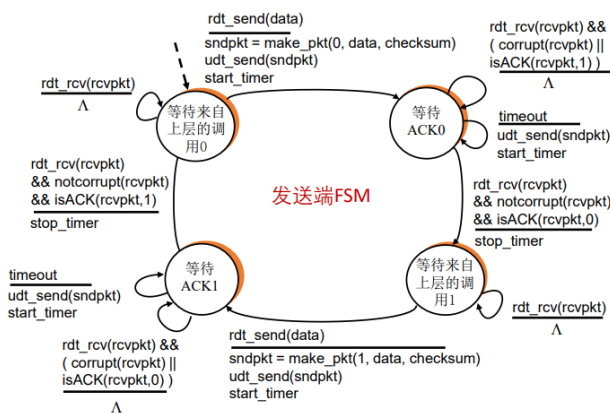 rdt_send(data)
sndpkt = make_pkt(0, data, checksum)
udt_send(sndpkt)
start_timer
rdt_rcv(rcvpkt) &&
( corrupt(rcvpkt) ||
isACK(rcvpkt,1) )
Λ
rdt_rcv(rcvpkt)
Λ
等待来自
上层的调
用0
等待
ACK0
timeout
udt_send(sndpkt)
start_timer
rdt_rcv(rcvpkt)
&& notcorrupt(rcvpkt)
&& isACK(rcvpkt,1)
stop_timer
发送端FSM
rdt_rcv(rcvpkt)
&& notcorrupt(rcvpkt)
&& isACK(rcvpkt,0)
stop_timer
timeout
udt_send(sndpkt)
start_timer
等待
ACK1
等待来自
上层的调
用1
rdt_rcv(rcvpkt)
Λ
rdt_rcv(rcvpkt) &&
( corrupt(rcvpkt) ||
isACK(rcvpkt,0) )
Λ
rdt_send(data)
sndpkt = make_pkt(1, data, checksum)
udt_send(sndpkt)
start_timer